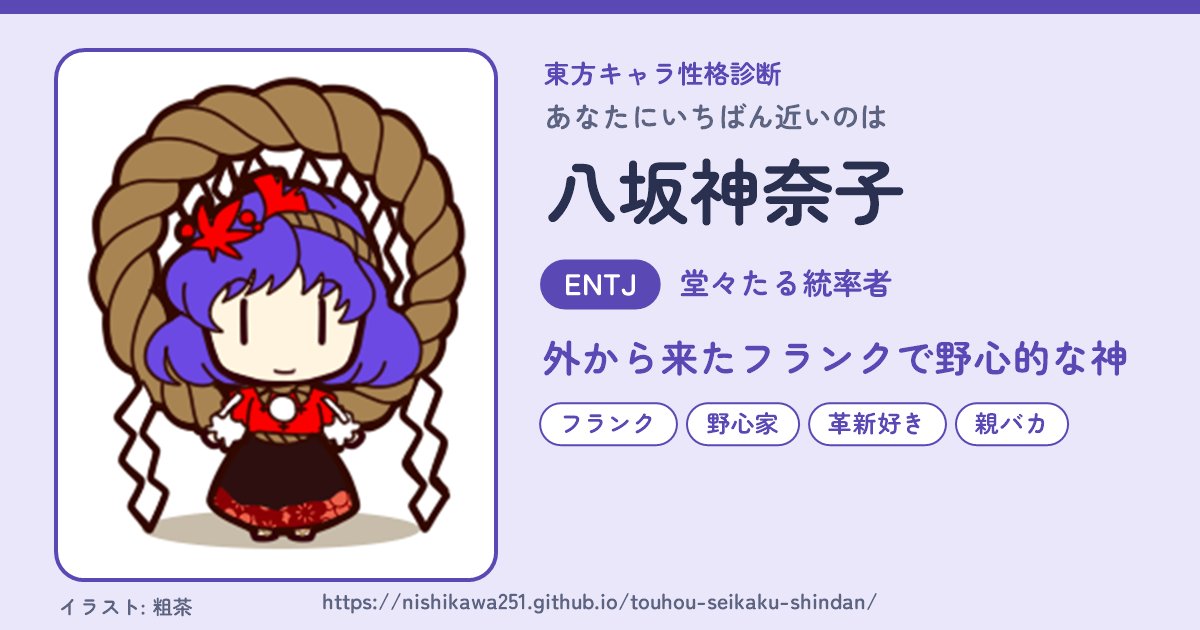 東方キャラ性格診断
あなたにいちばん近いのは
八坂神奈子
ENTJ 堂々たる統率者
外から来たフランクで野心的な神
フランク 野心家 革新好き 親バカ
イラスト: 粗茶
https://nishikawa251.github.io/touhou-seikaku-shindan/